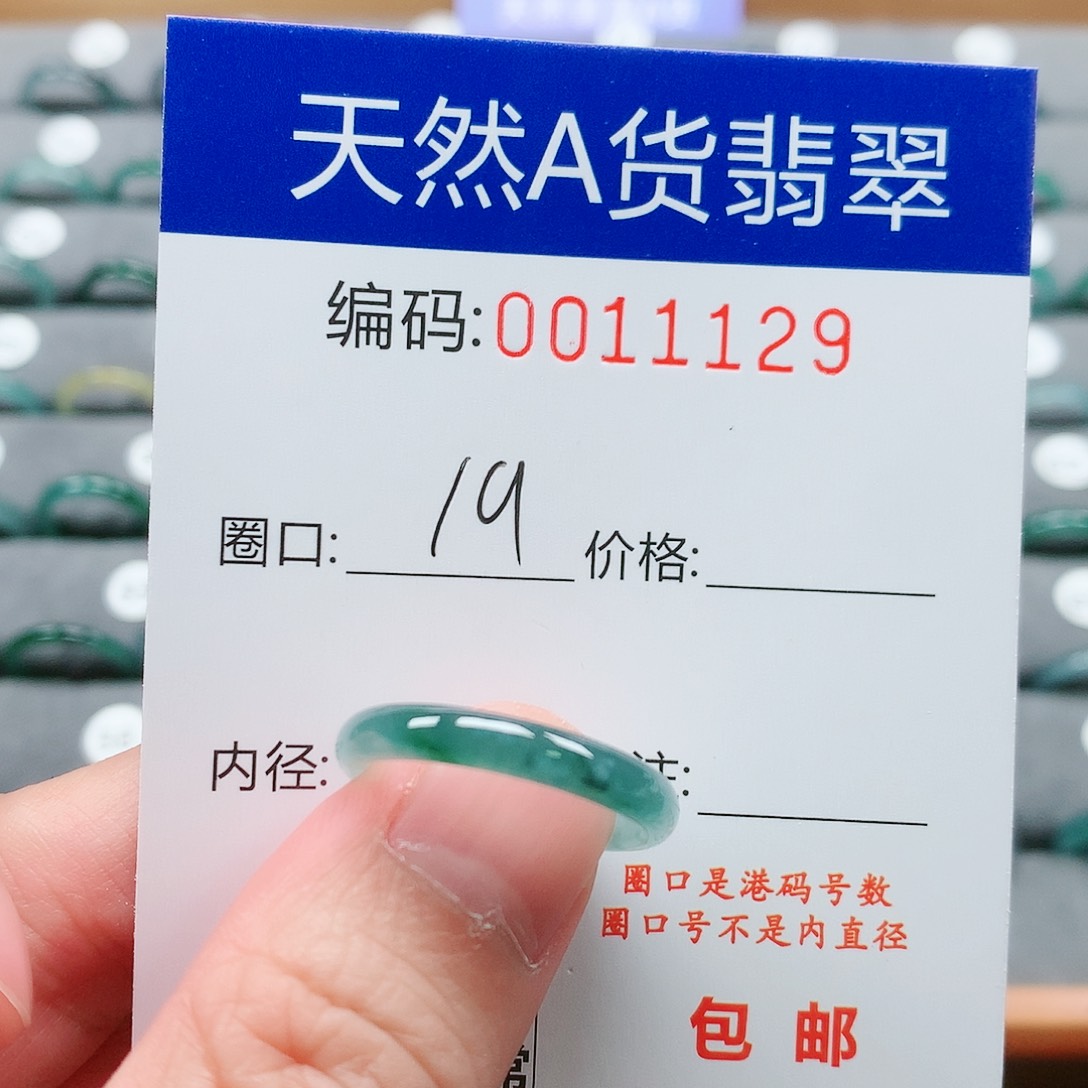 天然A货翡翠
编码:0011129
圈口: 19 价格:
内径: 注:
圈口是港码号数
圈口号不是内直径
包邮